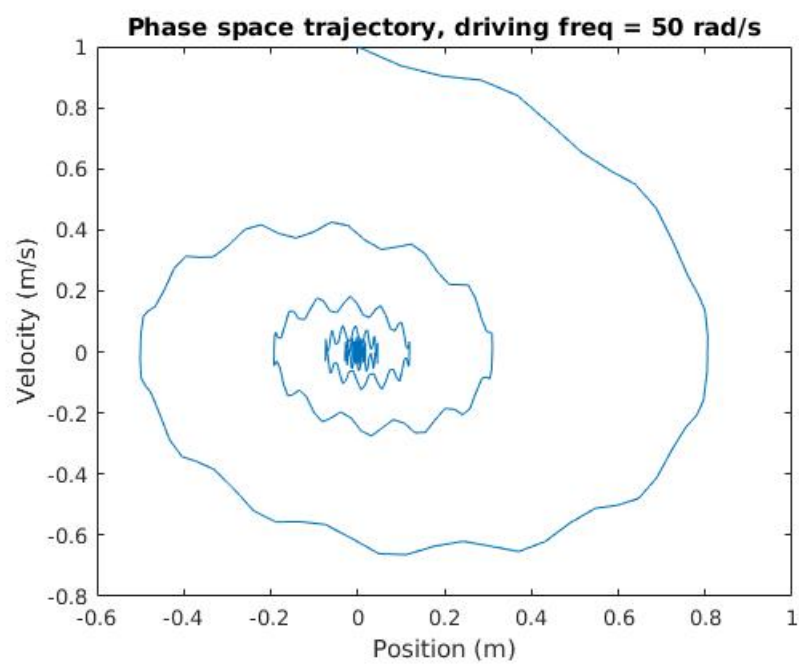 Phase space trajectory, driving freq = 50 rad/s
1
0.8
0.6
0.4
0.2
0
-0.2
-0.4
-0.6
-0.8
Velocity (m/s)
-0.6 -0.4 -0.2 0 0.2 0.4 0.6 0.8 1
Position (m)